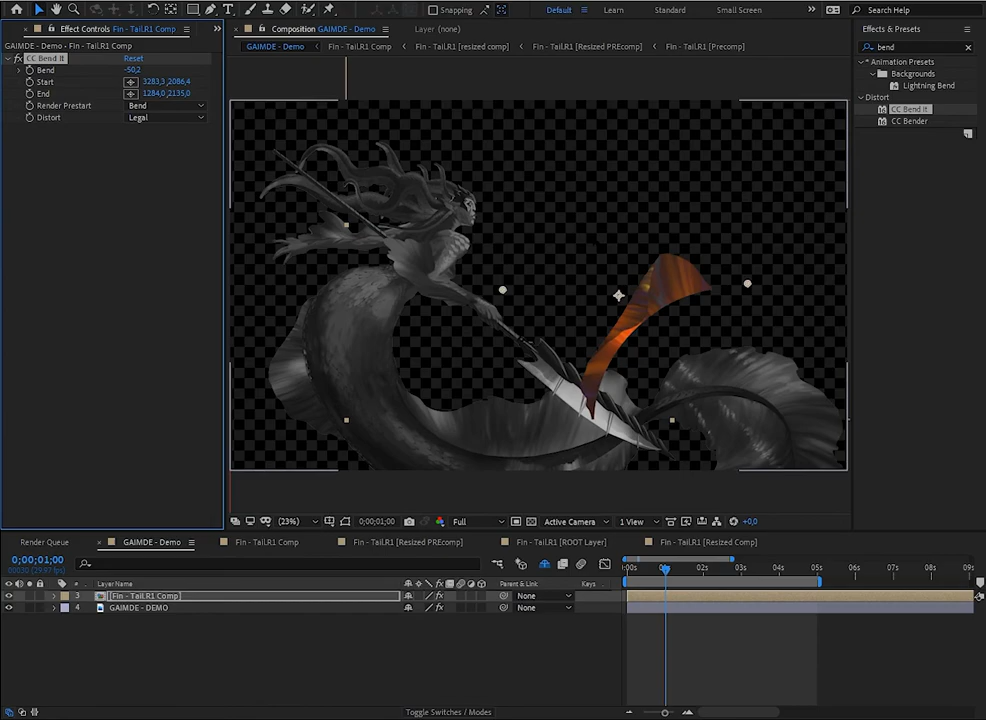 Snapping
Default
Learn
Standard
Small Screen
Search Help
Effect Controls Fin - Tail.R1 Comp
GAIMDE - Demo · Fin - Tail.R1 Comp
fx CC Bend It Reset
Bend -50,2
Start 3283,3,2086,4
End 1284,0,2135,0
Render Prestart Bend
Distort Legal
Composition GAIMDE - Demo
Layer (none)
GAIMDE - Demo
Fin - Tail.R1 Comp
Fin - Tail.R1 [resized comp]
Fin - Tail.R1 [Resized PREcomp]
Fin - Tail.R1 [Precomp]
Effects & Presets
bend
* Animation Presets
Backgrounds
Lightning Bend
Distort
CC Bend It
CC Bender
(23%)
0;00;01;00
Full
Active Camera
1 View
+0,0
Render Queue
GAIMDE - Demo
Fin - Tail.R1 Comp
Fin - Tail.R1 [Resized PREcomp]
Fin - Tail.R1 [ROOT Layer]
Fin - Tail.R1 [Resized Comp]
0;00;01;00
00030 (29.97 fps)
# Layer Name
Parent & Link
Keys
3 [Fin - Tail.R1 Comp] fx None
4 GAIMDE - DEMO fx None
:00s
02s
03s
04s
05s
06s
07s
08s
09s
Toggle Switches / Modes